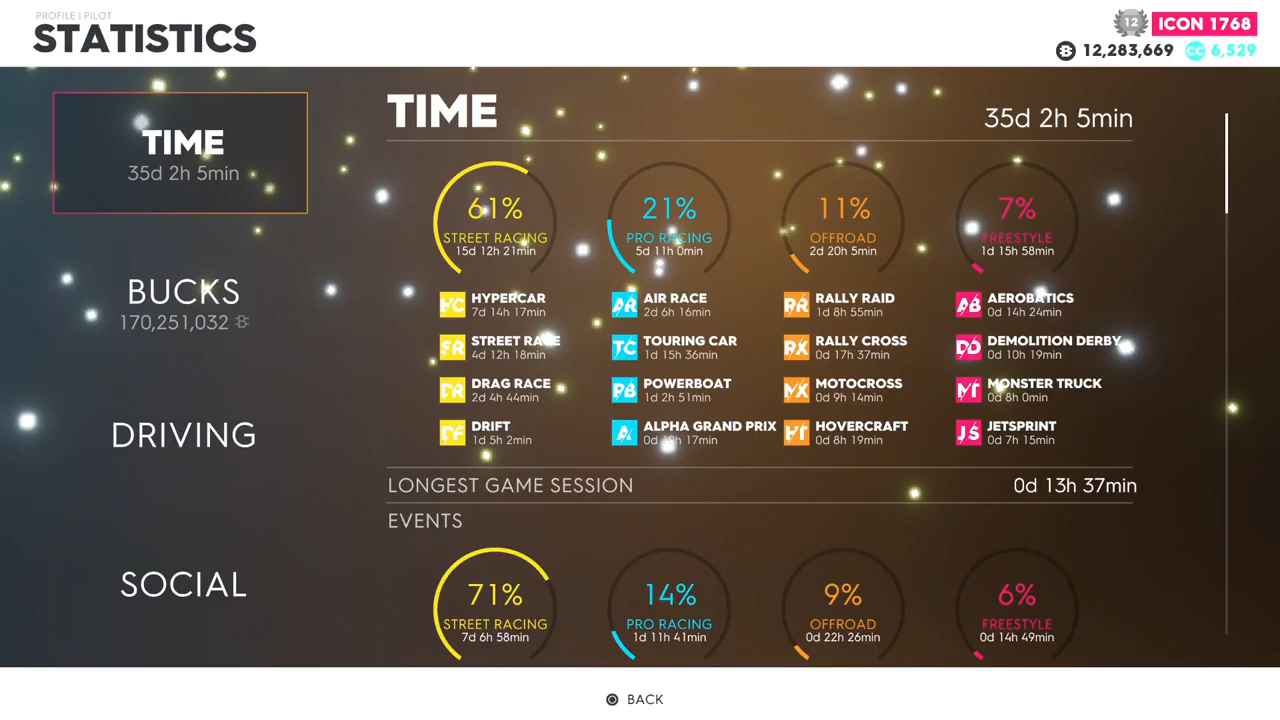 PROFILE | PILOT
STATISTICS
12
ICON 1768
12,283,669
CC 6,529
TIME
35d 2h 5min
BUCKS
170,251,032
DRIVING
SOCIAL
TIME
35d 2h 5min
61%
STREET RACING
15d 12h 21min
21%
PRO RACING
5d 11h 0min
11%
OFFROAD
2d 20h 5min
7%
FREESTYLE
1d 15h 58min
HC HYPERCAR
7d 14h 17min
AR AIR RACE
2d 6h 16min
RR RALLY RAID
1d 8h 55min
AB AEROBATICS
0d 14h 24min
SR STREET RACE
4d 12h 18min
TC TOURING CAR
1d 15h 36min
RX RALLY CROSS
0d 17h 37min
DD DEMOLITION DERBY
0d 10h 19min
DR DRAG RACE
2d 4h 44min
PB POWERBOAT
1d 2h 51min
MX MOTOCROSS
0d 9h 14min
MT MONSTER TRUCK
0d 8h 0min
DF DRIFT
1d 5h 2min
A ALPHA GRAND PRIX
0d 17min
HT HOVERCRAFT
0d 8h 19min
JS JETSPRINT
0d 7h 15min
LONGEST GAME SESSION
0d 13h 37min
EVENTS
71%
STREET RACING
7d 6h 58min
14%
PRO RACING
1d 11h 41min
9%
OFFROAD
0d 22h 26min
6%
FREESTYLE
0d 14h 49min
BACK